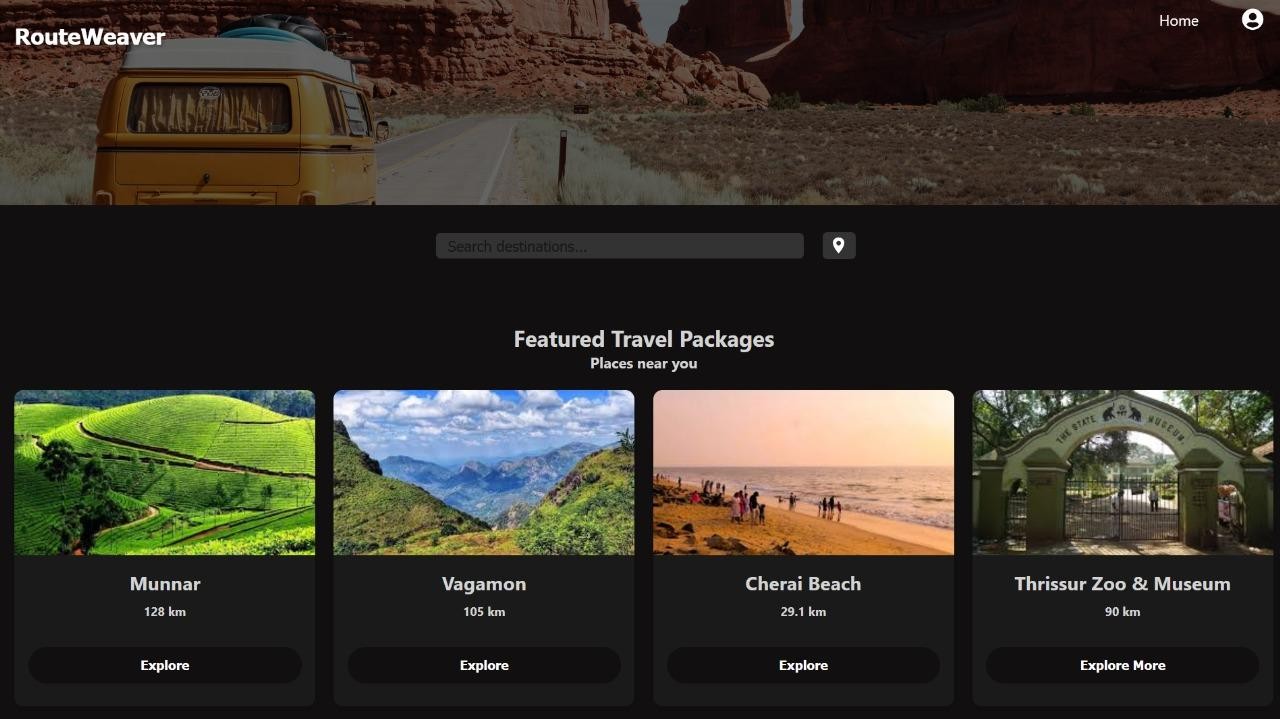 RouteWeaver
Home
Search destinations...
Featured Travel Packages
Places near you
THE STATE MUSEUM
Munnar
128 km
Explore
Vagamon
105 km
Explore
Cherai Beach
29.1 km
Explore
Thrissur Zoo & Museum
90 km
Explore More